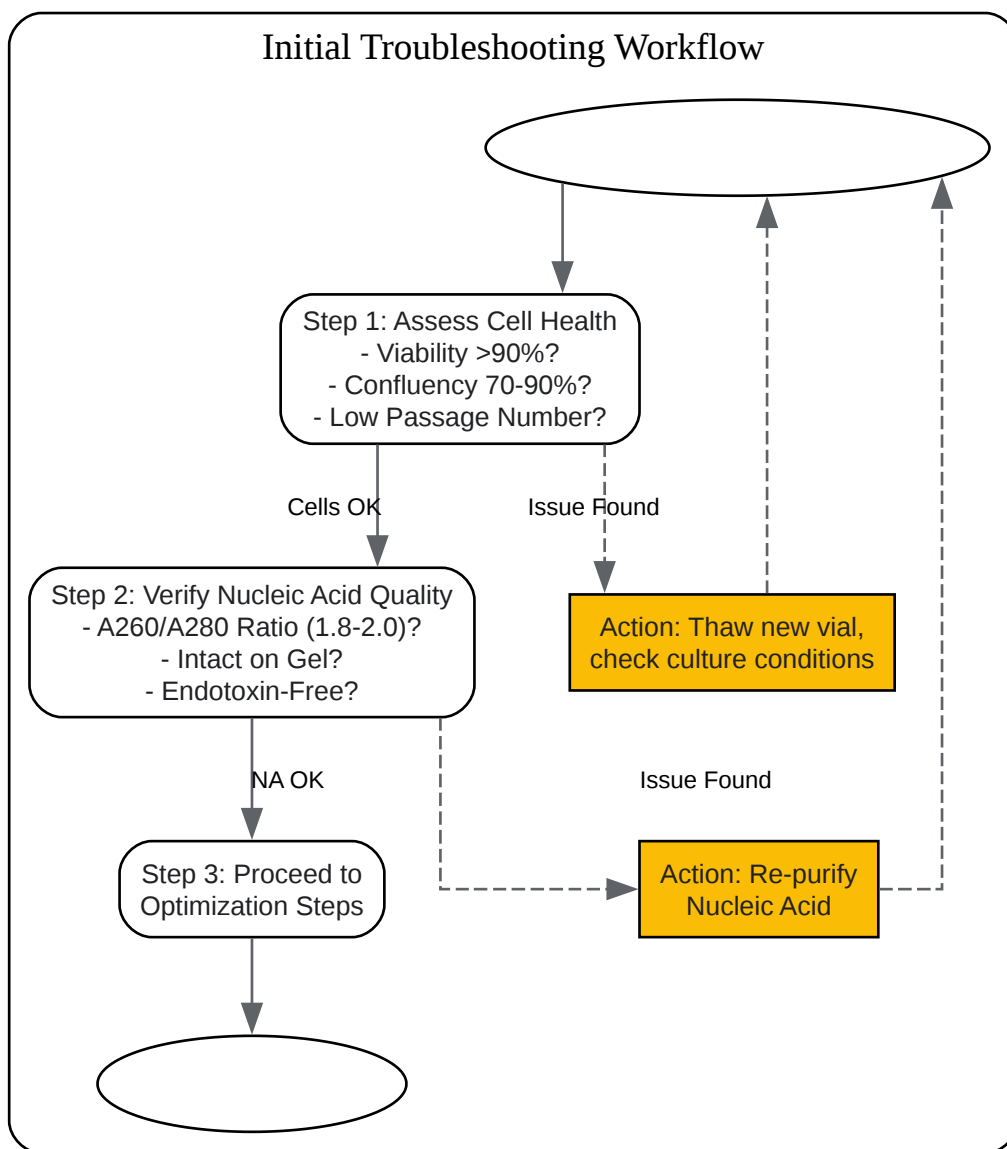 Initial Troubleshooting Workflow
Step 1: Assess Cell Health
- Viability >90%?
- Confluency 70-90%?
- Low Passage Number?
Cells OK
Issue Found
Step 2: Verify Nucleic Acid Quality
- A260/A280 Ratio (1.8-2.0)?
- Intact on Gel?
- Endotoxin-Free?
Action: Thaw new vial,
check culture conditions
NA OK
Issue Found
Step 3: Proceed to
Optimization Steps
Action: Re-purify
Nucleic Acid